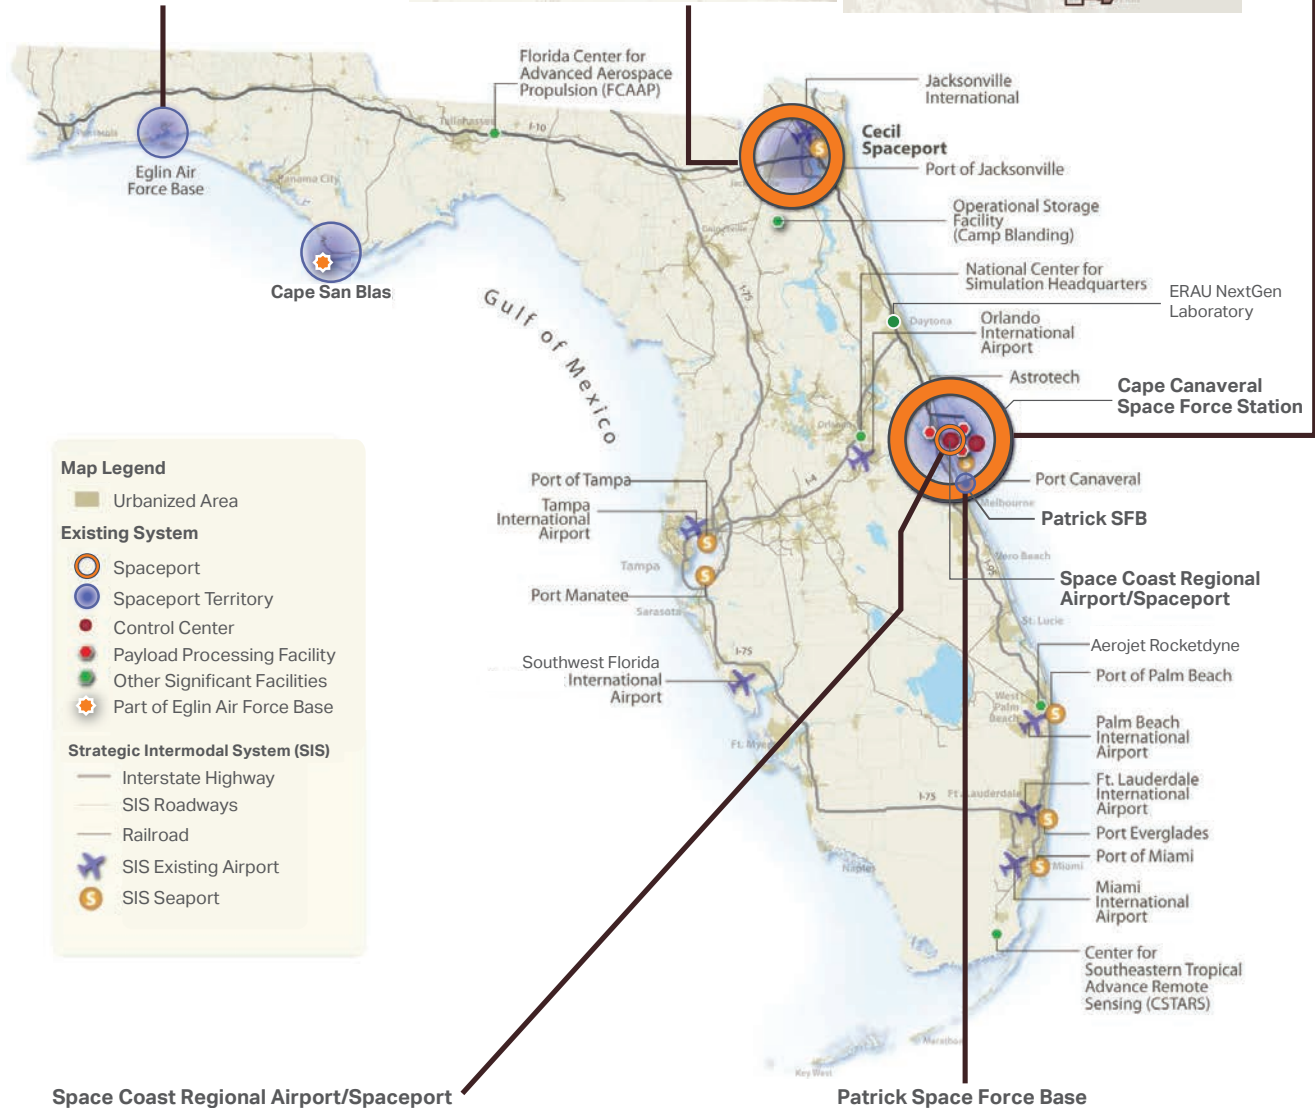 Florida Center for
Advanced Aerospace
Propulsion (FCAAP)
Jacksonville
International
Cecil
Spaceport
Port of Jacksonville
Pensacola
Tallahassee
I-10
Eglin Air
Force Base
Panama City
Jacksonville
Operational Storage
Facility
(Camp Blanding)
Gainesville
Cape San Blas
National Center for
Simulation Headquarters
ERAU NextGen
Laboratory
I-75
Gulf of Mexico
Daytona
Orlando
International
Airport
Astrotech
Cape Canaveral
Space Force Station
Orlando
Map Legend
Urbanized Area
Existing System
Spaceport
Spaceport Territory
Control Center
Payload Processing Facility
Other Significant Facilities
Part of Eglin Air Force Base
Strategic Intermodal System (SIS)
Interstate Highway
SIS Roadways
Railroad
SIS Existing Airport
S SIS Seaport
Port of Tampa
Tampa
International
Airport
I-4
Port Canaveral
Melbourne
Patrick SFB
Tampa
Vero Beach
I-95
Port Manatee
Sarasota
Space Coast Regional
Airport/Spaceport
St. Lucie
I-75
Aerojet Rocketdyne
Southwest Florida
International
Airport
Port of Palm Beach
West
Palm
Beach
Palm Beach
International
Airport
Ft. Myers
Ft. Lauderdale
International
Airport
I-75
Ft. Lauderdale
Port Everglades
Port of Miami
Miami
Naples
Miami
International
Airport
Center for
Southeastern Tropical
Advance Remote
Sensing (CSTARS)
Marathon
Key West
Space Coast Regional Airport/Spaceport
Patrick Space Force Base